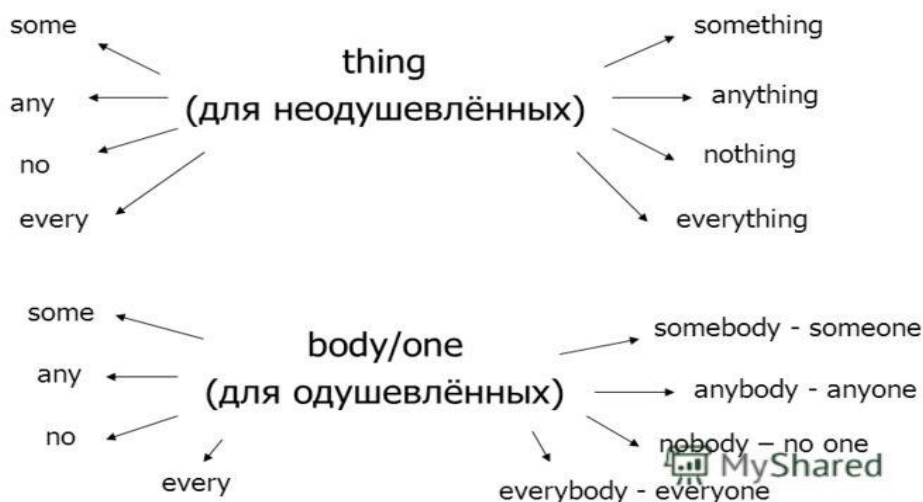 some
something
thing
any
(для неодушевлённых)
anything
no
nothing
every
everything
some
body/one
somebody - someone
any
(для одушевлённых)
anybody - anyone
no
nobody – no one
every
everybody - everyone
MyShared